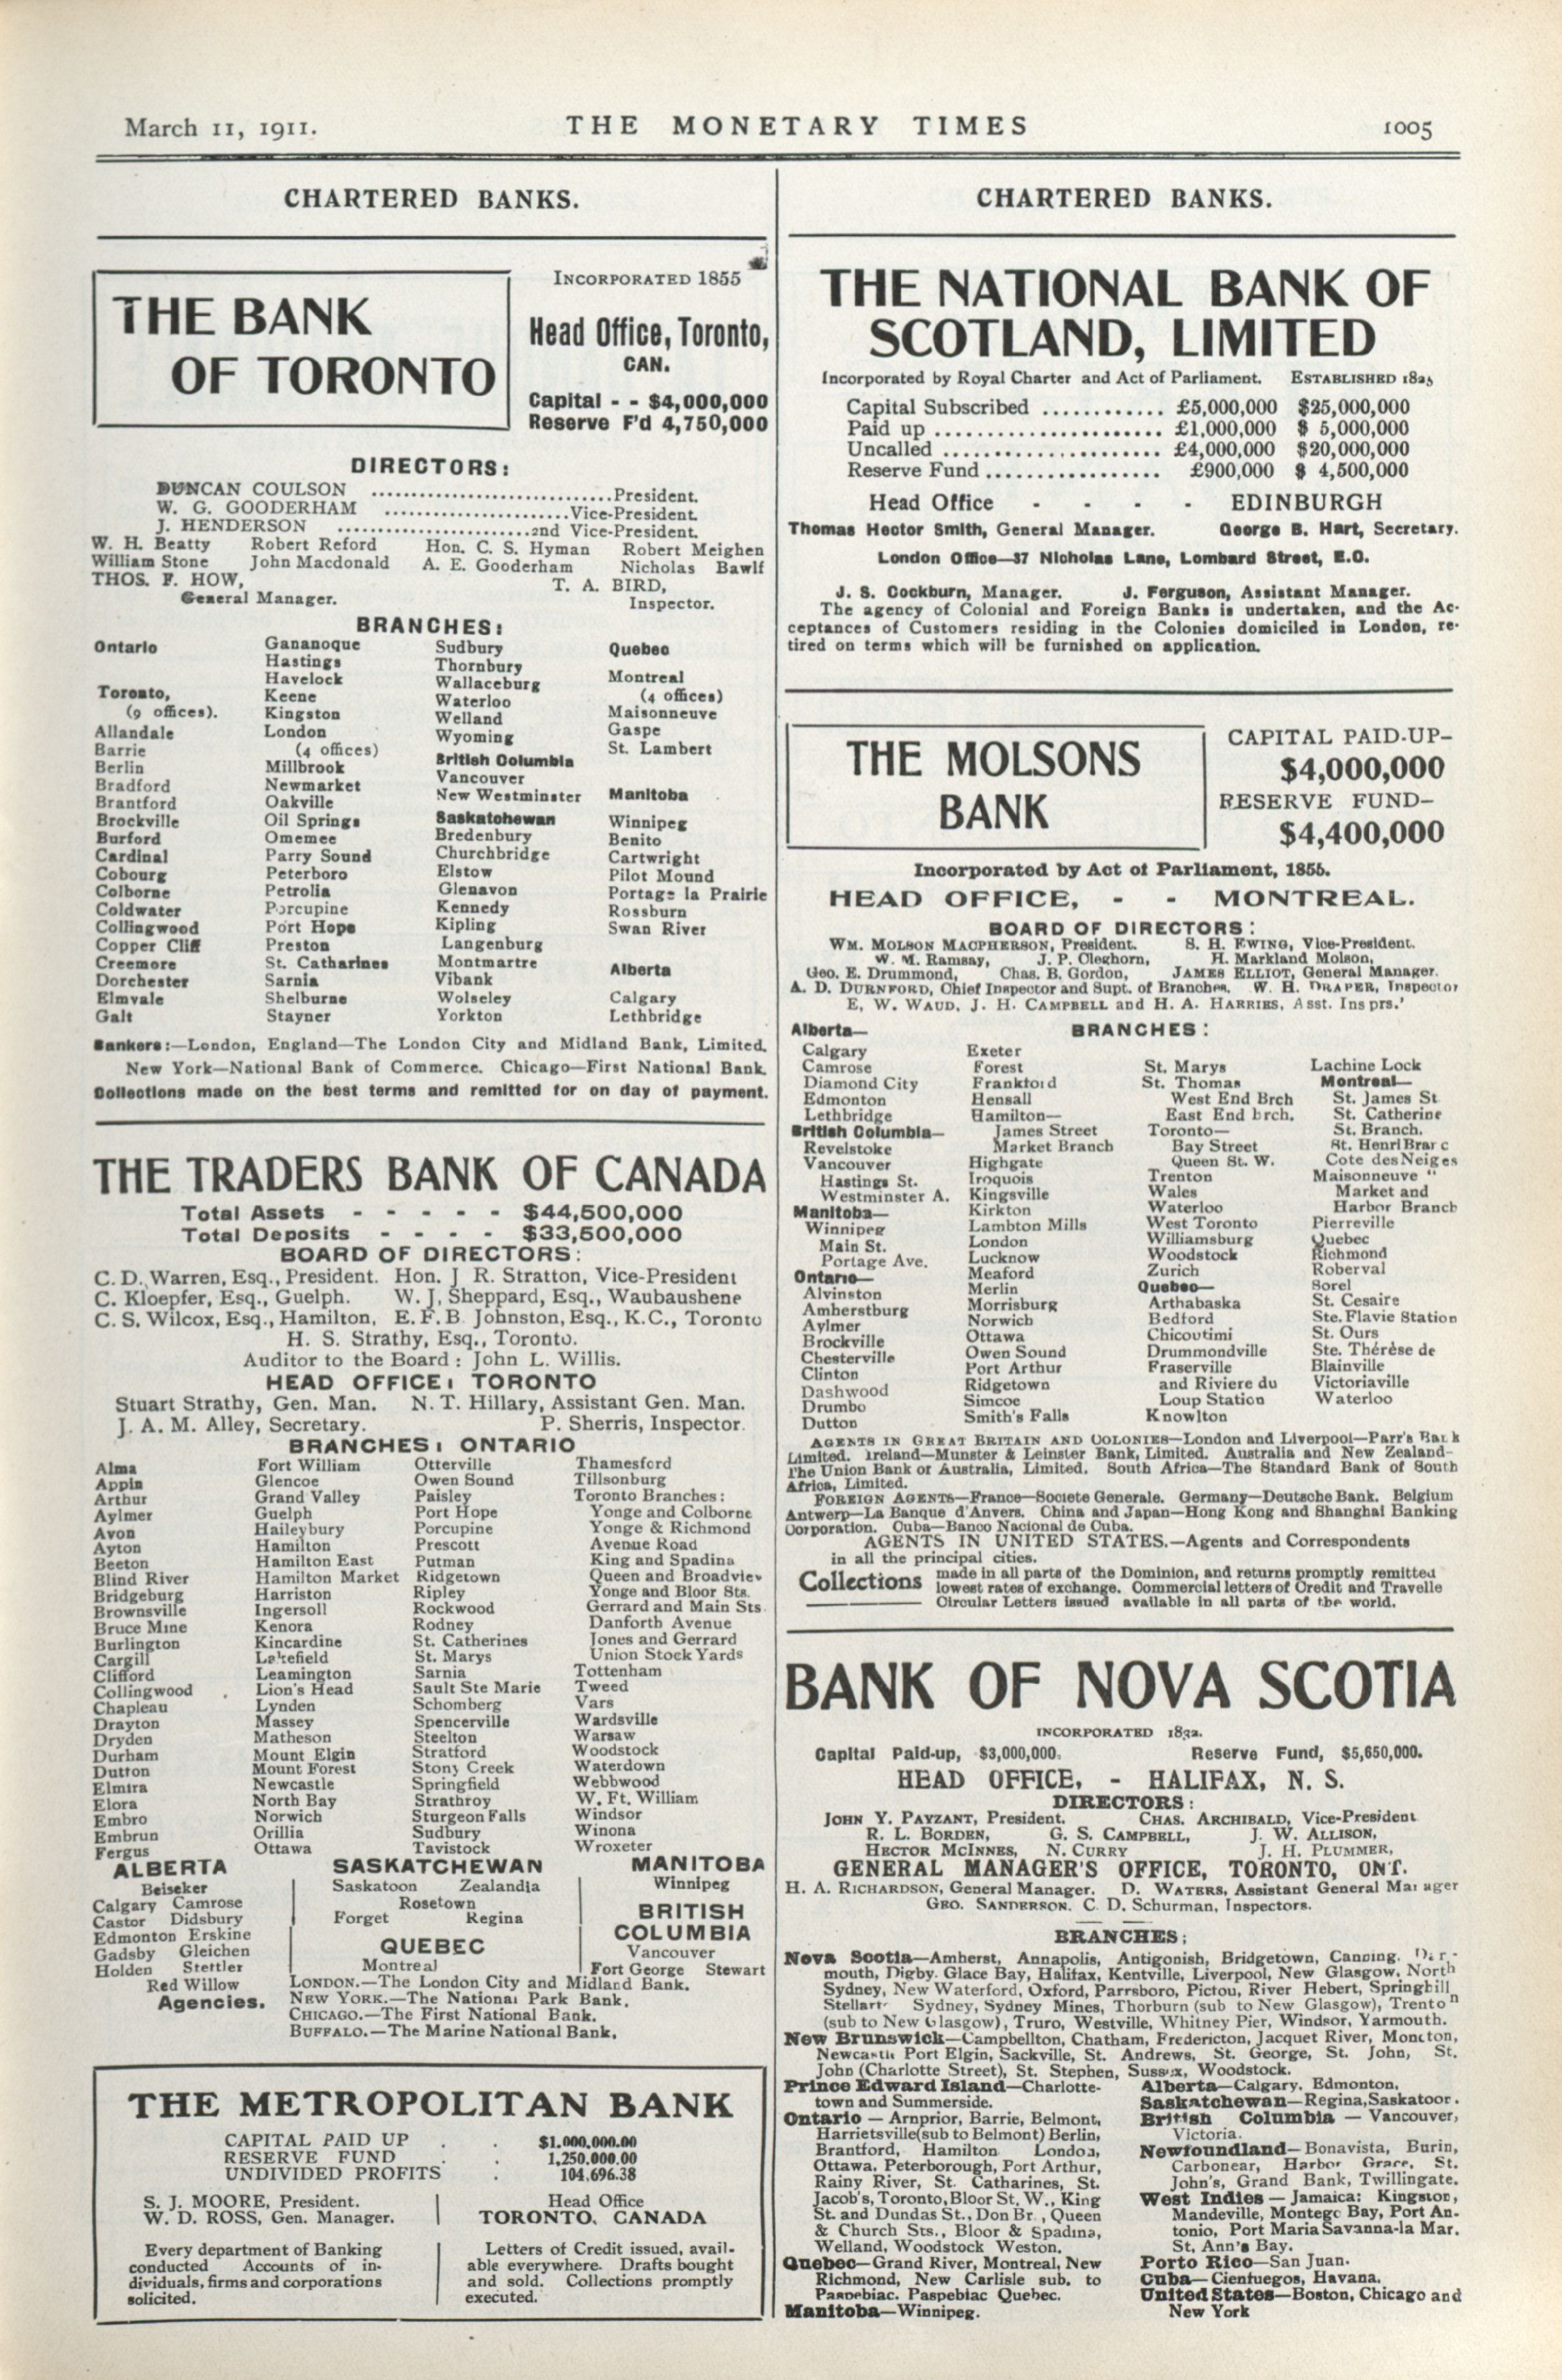 March 11, 1911.
THE MONETARY TIMES
1005
CHARTERED BANKS.
THE BANK
OF TORONTO
INCORPORATED 1855
Head Office, Toronto,
CAN.
Capital - - $4,000,000
Reserve F'd 4,750,000
DIRECTORS:
DUNCAN COULSON ..............................President.
W. G. GOODERHAM .......................Vice-President.
J. HENDERSON ........................2nd Vice-President.
W. H. Beatty Robert Reford Hon. C. S. Hyman Robert Meighen
William Stone John Macdonald A. E. Gooderham Nicholas Bawlf
THOS. F. HOW, T. A. BIRD,
General Manager. Inspector.
BRANCHES:
Ontario
Toronto,
(9 offices).
Allandale
Barrie
Berlin
Bradford
Brantford
Brockville
Burford
Cardinal
Cobourg
Colborne
Coldwater
Collingwood
Copper Cliff
Creemore
Dorchester
Elmvale
Galt
Gananoque
Hastings
Havelock
Keene
Kingston
London
(4 offices)
Millbrook
Newmarket
Oakville
Oil Springs
Omemee
Parry Sound
Peterboro
Petrolia
Porcupine
Port Hope
Preston
St. Catharines
Sarnia
Shelburne
Stayner
Sudbury
Thornbury
Wallaceburg
Waterloo
Welland
Wyoming
British Columbia
Vancouver
New Westminster
Saskatchewan
Bredenbury
Churchbridge
Elstow
Glenavon
Kennedy
Kipling
Langenburg
Montmartre
Vibank
Wolseley
Yorkton
Quebec
Montreal
(4 offices)
Maisonneuve
Gaspe
St. Lambert
Manitoba
Winnipeg
Benito
Cartwright
Pilot Mound
Portage la Prairie
Rossburn
Swan River
Alberta
Calgary
Lethbridge
Bankers:—London, England—The London City and Midland Bank, Limited.
New York—National Bank of Commerce. Chicago—First National Bank.
Collections made on the best terms and remitted for on day of payment.
THE TRADERS BANK OF CANADA
Total Assets - - - - - $44,500,000
Total Deposits - - - - $33,500,000
BOARD OF DIRECTORS:
C. D. Warren, Esq., President. Hon. J R. Stratton, Vice-President
C. Kloepfer, Esq., Guelph. W. J. Sheppard, Esq., Waubaushene
C. S. Wilcox, Esq., Hamilton, E. F. B. Johnston, Esq., K.C., Toronto
H. S. Strathy, Esq., Toronto.
Auditor to the Board: John L. Willis.
HEAD OFFICE: TORONTO
Stuart Strathy, Gen. Man. N. T. Hillary, Assistant Gen. Man.
J. A. M. Alley, Secretary. P. Sherris, Inspector.
BRANCHES: ONTARIO
Alma
Appin
Arthur
Aylmer
Avon
Ayton
Beeton
Blind River
Bridgeburg
Brownsville
Bruce Mine
Burlington
Cargill
Clifford
Collingwood
Chapleau
Drayton
Dryden
Durham
Dutton
Elmira
Elora
Embro
Embrun
Fergus
Fort William
Glencoe
Grand Valley
Guelph
Haileybury
Hamilton
Hamilton East
Hamilton Market
Harriston
Ingersoll
Kenora
Kincardine
Lakefield
Leamington
Lion's Head
Lynden
Massey
Matheson
Mount Elgin
Mount Forest
Newcastle
North Bay
Norwich
Orillia
Ottawa
Otterville
Owen Sound
Paisley
Port Hope
Porcupine
Prescott
Putman
Ridgetown
Ripley
Rockwood
Rodney
St. Catherines
St. Marys
Sarnia
Sault Ste Marie
Schomberg
Spencerville
Steelton
Stratford
Stony Creek
Springfield
Strathroy
Sturgeon Falls
Sudbury
Tavistock
Thamesford
Tillsonburg
Toronto Branches:
Yonge and Colborne
Yonge & Richmond
Avenue Road
King and Spadina
Queen and Broadview
Yonge and Bloor Sts.
Gerrard and Main Sts.
Danforth Avenue
Jones and Gerrard
Union Stock Yards
Tottenham
Tweed
Vars
Wardsville
Warsaw
Woodstock
Waterdown
Webbwood
W. Ft. William
Windsor
Winona
Wroxeter
ALBERTA
Beiseker
Calgary Camrose
Castor Didsbury
Edmonton Erskine
Gadsby Gleichen
Holden Stettler
Red Willow
SASKATCHEWAN
Saskatoon Zealandia
Rosetown
Forget Regina
QUEBEC
Montreal
MANITOBA
Winnipeg
BRITISH
COLUMBIA
Vancouver
Fort George Stewart
Agencies.
LONDON.—The London City and Midland Bank.
NEW YORK.—The National Park Bank.
CHICAGO.—The First National Bank.
BUFFALO.—The Marine National Bank.
THE METROPOLITAN BANK
CAPITAL PAID UP . . $1.000,000.00
RESERVE FUND . . 1,250.000.00
UNDIVIDED PROFITS . 104,696.38
S. J. MOORE, President.
W. D. ROSS, Gen. Manager.
Head Office
TORONTO, CANADA
Every department of Banking
conducted Accounts of in-
dividuals, firms and corporations
solicited.
Letters of Credit issued, avail-
able everywhere. Drafts bought
and sold. Collections promptly
executed.
CHARTERED BANKS.
THE NATIONAL BANK OF
SCOTLAND, LIMITED
Incorporated by Royal Charter and Act of Parliament. ESTABLISHED 1825
Capital Subscribed ............ £5,000,000 $25,000,000
Paid up ....................... £1,000,000 $ 5,000,000
Uncalled ...................... £4,000,000 $20,000,000
Reserve Fund ................. £900,000 $ 4,500,000
Head Office - - - - EDINBURGH
Thomas Hector Smith, General Manager. George B. Hart, Secretary.
London Office—37 Nicholas Lane, Lombard Street, E.C.
J. S. Cockburn, Manager. J. Ferguson, Assistant Manager.
The agency of Colonial and Foreign Banks is undertaken, and the Ac-
ceptances of Customers residing in the Colonies domiciled in London, re-
tired on terms which will be furnished on application.
THE MOLSONS
BANK
CAPITAL PAID-UP-
$4,000,000
RESERVE FUND-
$4,400,000
Incorporated by Act of Parliament, 1855.
HEAD OFFICE, - - MONTREAL.
BOARD OF DIRECTORS:
WM. MOLSON MACPHERSON, President. S. H. EWING, Vice-President.
W. M. Ramsay, J. P. Cleghorn, H. Markland Molson,
Geo. E. Drummond, Chas. B. Gordon, JAMES ELLIOT, General Manager.
A. D. DURNFORD, Chief Inspector and Supt. of Branches. W. H. DRAPER, Inspector
E. W. WAUD, J. H. CAMPBELL and H. A. HARRIES, Asst. Insprs.
BRANCHES:
Alberta—
Calgary
Camrose
Diamond City
Edmonton
Lethbridge
British Columbia—
Revelstoke
Vancouver
Hastings St.
Westminster A.
Manitoba—
Winnipeg
Main St.
Portage Ave.
Ontario—
Alvinston
Amherstburg
Aylmer
Brockville
Chesterville
Clinton
Dashwood
Drumbo
Dutton
Exeter
Forest
Frankford
Hensall
Hamilton—
James Street
Market Branch
Highgate
Iroquois
Kingsville
Kirkton
Lambton Mills
London
Lucknow
Meaford
Merlin
Morrisburg
Norwich
Ottawa
Owen Sound
Port Arthur
Ridgetown
Simcoe
Smith's Falls
St. Marys
St. Thomas
West End Brch
East End brch.
Toronto—
Bay Street
Queen St. W.
Trenton
Wales
Waterloo
West Toronto
Williamsburg
Woodstock
Zurich
Quebec—
Arthabaska
Bedford
Chicoutimi
Drummondville
Fraserville
and Riviere du
Loup Station
Knowlton
Lachine Lock
Montreal—
St. James St
St. Catherine
St. Branch.
St. Henri
Cote des Neiges
Maisonneuve "
Market and
Harbor Branch
Pierreville
Quebec
Richmond
Roberval
Sorel
St. Cesaire
Ste. Flavie Station
St. Ours
Ste. Thérèse de
Blainville
Victoriaville
Waterloo
AGENTS IN GREAT BRITAIN AND COLONIES—London and Liverpool—Parr's Bank
Limited. Ireland—Munster & Leinster Bank, Limited. Australia and New Zealand—
The Union Bank of Australia, Limited. South Africa—The Standard Bank of South
Africa, Limited.
FOREIGN AGENTS—France—Societe Generale. Germany—Deutsche Bank. Belgium
Antwerp—La Banque d'Anvers. China and Japan—Hong Kong and Shanghai Banking
Corporation. Cuba—Banco Nacional de Cuba.
AGENTS IN UNITED STATES.—Agents and Correspondents
in all the principal cities.
Collections made in all parts of the Dominion, and returns promptly remitted
lowest rates of exchange. Commercial letters of Credit and Travelle
Circular Letters issued available in all parts of the world.
BANK OF NOVA SCOTIA
INCORPORATED 1832.
Capital Paid-up, $3,000,000. Reserve Fund, $5,650,000.
HEAD OFFICE, - HALIFAX, N. S.
DIRECTORS:
JOHN Y. PAYZANT, President. CHAS. ARCHIBALD, Vice-President
R. L. BORDEN, G. S. CAMPBELL, J. W. ALLISON,
HECTOR MCINNES, N. CURRY J. H. PLUMMER,
GENERAL MANAGER'S OFFICE, TORONTO, ONT.
H. A. RICHARDSON, General Manager. D. WATERS, Assistant General Manager
GEO. SANDERSON. C. D. Schurman, Inspectors.
BRANCHES:
Nova Scotia—Amherst, Annapolis, Antigonish, Bridgetown, Canning. Dar-
mouth, Digby. Glace Bay, Halifax, Kentville, Liverpool, New Glasgow, North
Sydney, New Waterford, Oxford, Parrsboro, Pictou, River Hebert, Springhill
Stellart Sydney, Sydney Mines, Thorburn (sub to New Glasgow), Trenton
(sub to New Glasgow), Truro, Westville, Whitney Pier, Windsor, Yarmouth.
New Brunswick—Campbellton, Chatham, Fredericton, Jacquet River, Moncton,
Newcastle Port Elgin, Sackville, St. Andrews, St. George, St. John, St.
John (Charlotte Street), St. Stephen, Sussex, Woodstock.
Prince Edward Island—Charlotte-
town and Summerside.
Ontario — Arnprior, Barrie, Belmont,
Harrietsville(sub to Belmont) Berlin,
Brantford, Hamilton London,
Ottawa. Peterborough, Port Arthur,
Rainy River, St. Catharines, St.
Jacob's, Toronto, Bloor St. W., King
St. and Dundas St., Don Br., Queen
& Church Sts., Bloor & Spadina,
Welland, Woodstock Weston.
Quebec—Grand River, Montreal, New
Richmond, New Carlisle sub. to
Paspebiac. Paspebiac Quebec.
Manitoba—Winnipeg.
Alberta—Calgary. Edmonton,
Saskatchewan—Regina, Saskatoon.
British Columbia — Vancouver,
Victoria.
Newfoundland—Bonavista, Burin,
Carbonear, Harbor Grace, St.
John's, Grand Bank, Twillingate.
West Indies — Jamaica: Kingston,
Mandeville, Montego Bay, Port An-
tonio, Port Maria Savanna-la Mar.
St. Ann's Bay.
Porto Rico—San Juan.
Cuba—Cienfuegos, Havana.
United States—Boston, Chicago and
New York